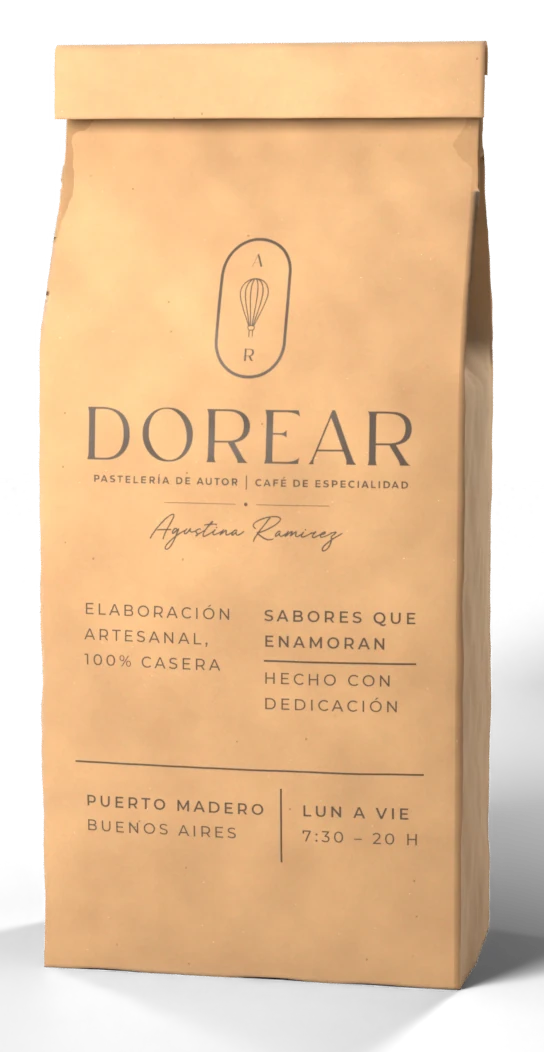 A
R
DOREAR
PASTELERÍA DE AUTOR | CAFÉ DE ESPECIALIDAD
Agustina Ramirez
ELABORACIÓN
ARTESANAL,
100% CASERA
SABORES QUE
ENAMORAN
HECHO CON
DEDICACIÓN
PUERTO MADERO
BUENOS AIRES
LUN A VIE
7:30 – 20 H